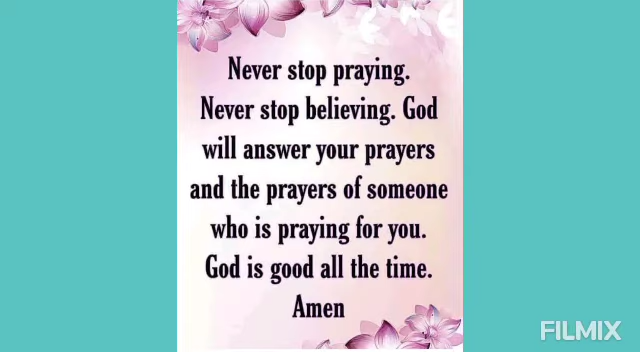 Never stop praying.
Never stop believing. God
will answer your prayers
and the prayers of someone
who is praying for you.
God is good all the time.
Amen
FILMIX